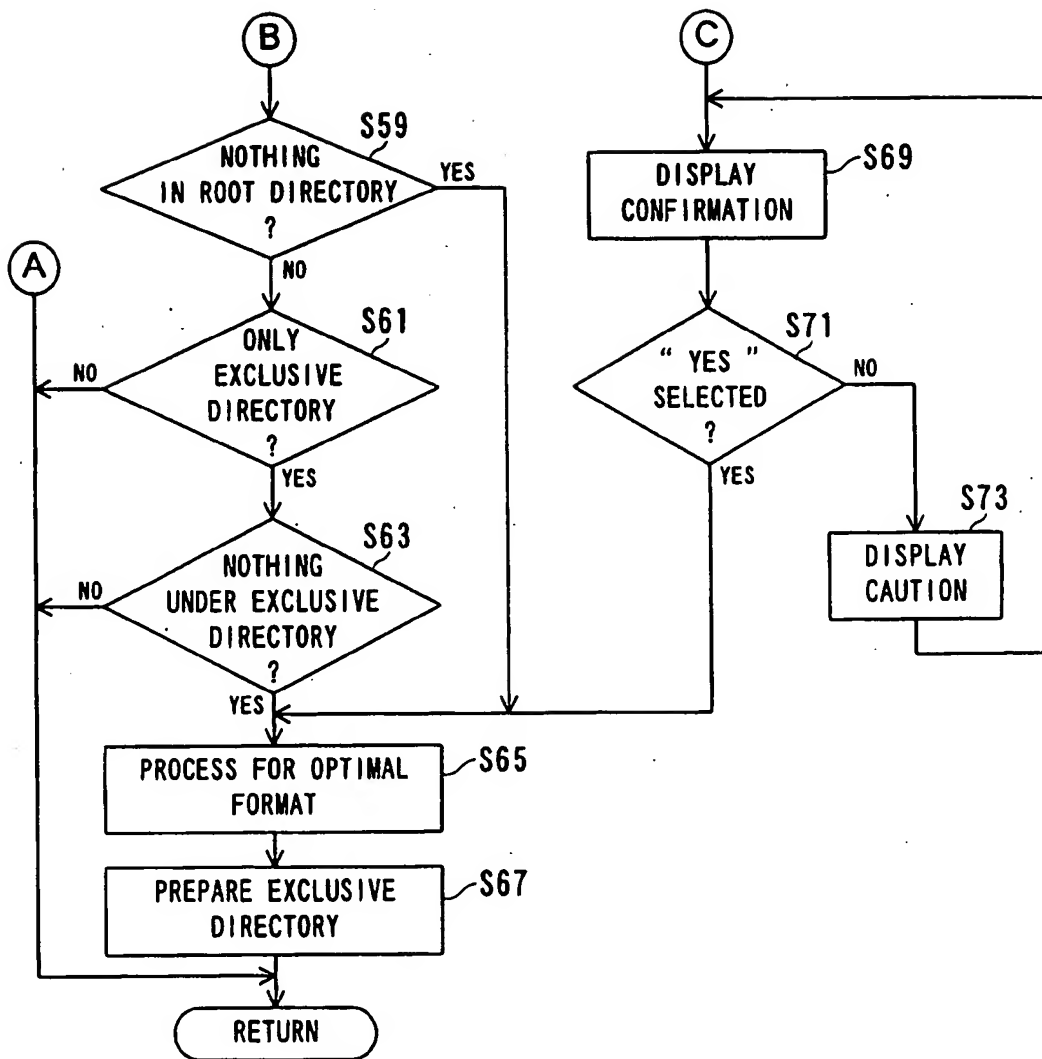 B
C
S59
NOTHING
IN ROOT DIRECTORY
?
YES
NO
S69
DISPLAY
CONFIRMATION
A
S61
ONLY
EXCLUSIVE
DIRECTORY
?
NO
YES
S71
“ YES ”
SELECTED
?
NO
YES
S63
NOTHING
UNDER EXCLUSIVE
DIRECTORY
?
NO
YES
S73
DISPLAY
CAUTION
S65
PROCESS FOR OPTIMAL
FORMAT
S67
PREPARE EXCLUSIVE
DIRECTORY
RETURN